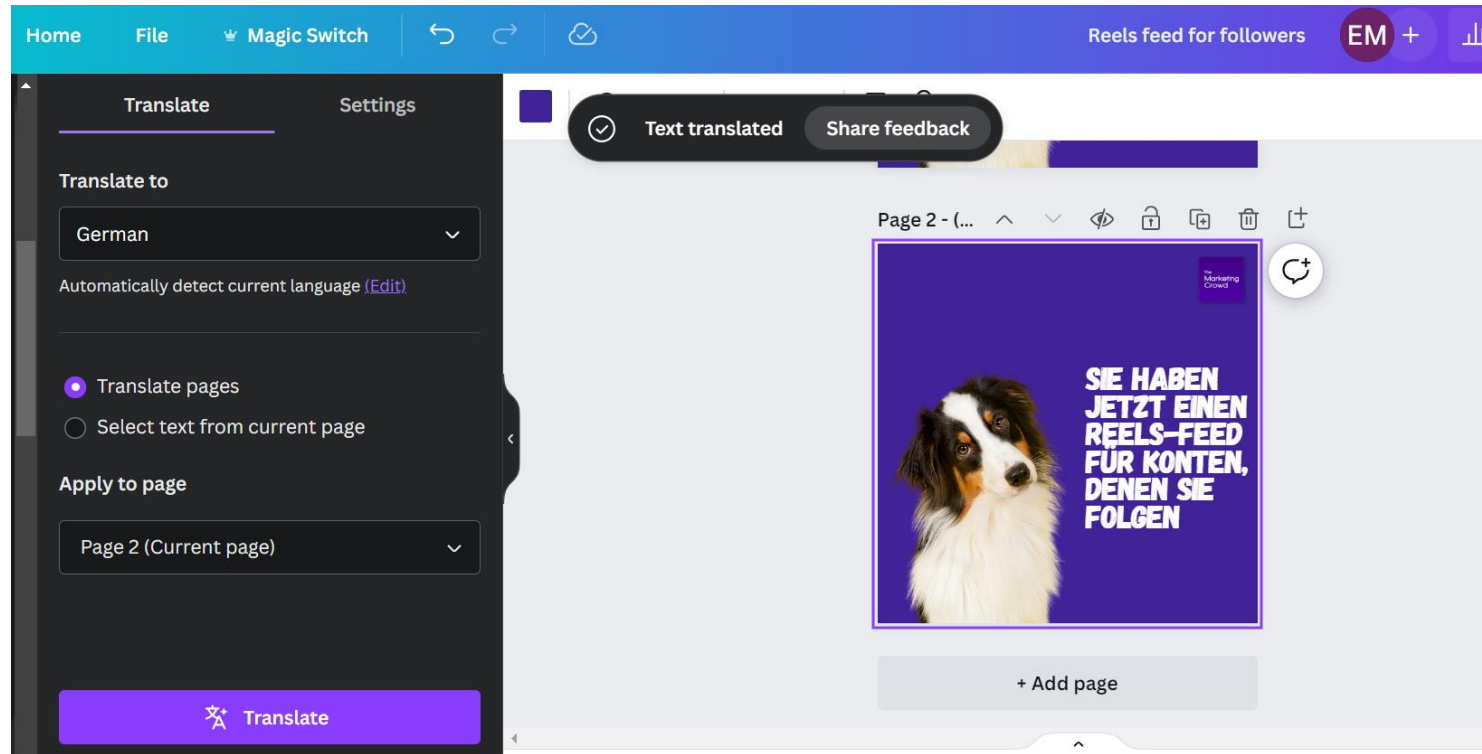 Home File Magic Switch Reels feed for followers EM +
Translate Settings
Text translated Share feedback
Translate to
German
Automatically detect current language (Edit)
Translate pages
Select text from current page
Apply to page
Page 2 (Current page)
Translate
Page 2 - (...
The
Marketing
Crowd
SIE HABEN
JETZT EINEN
REELS-FEED
FÜR KONTEN,
DENEN SIE
FOLGEN
+ Add page